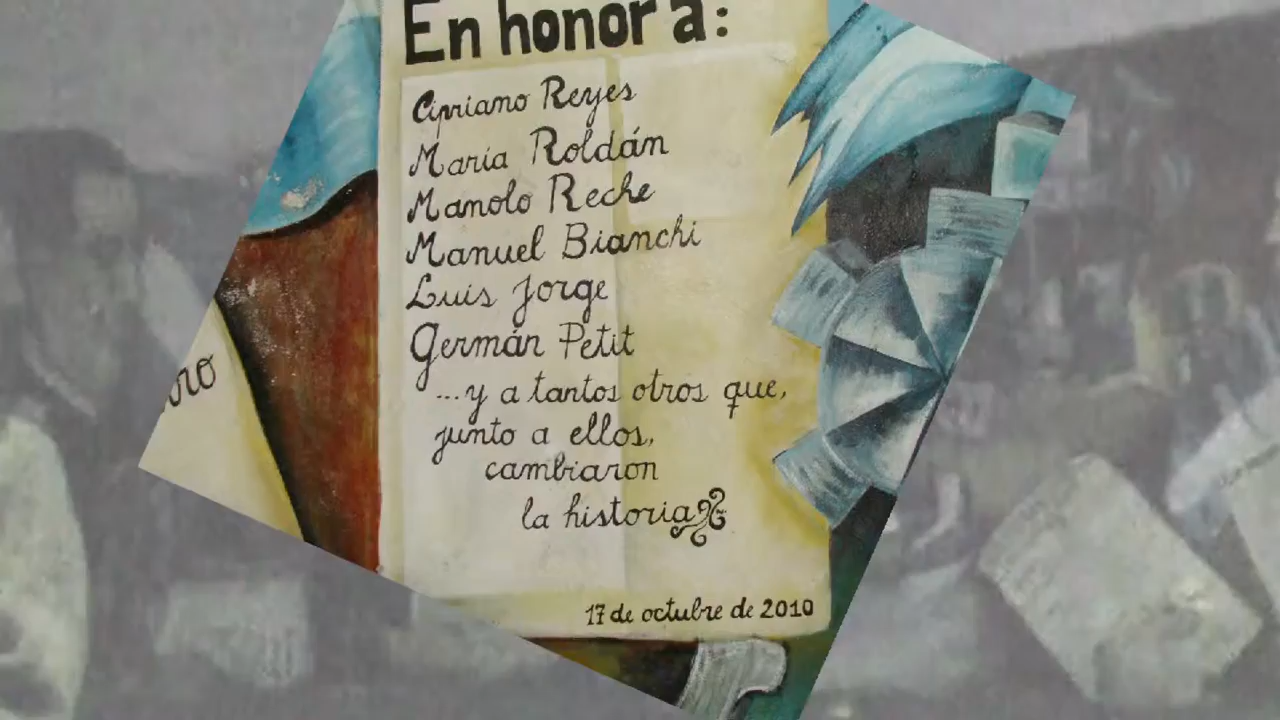 En honor a:
Cipriano Reyes
María Roldán
Manolo Reche
Manuel Bianchi
Luis Jorge
Germán Petit
...y a tantos otros que,
junto a ellos,
cambiaron
la historia
17 de octubre de 2010